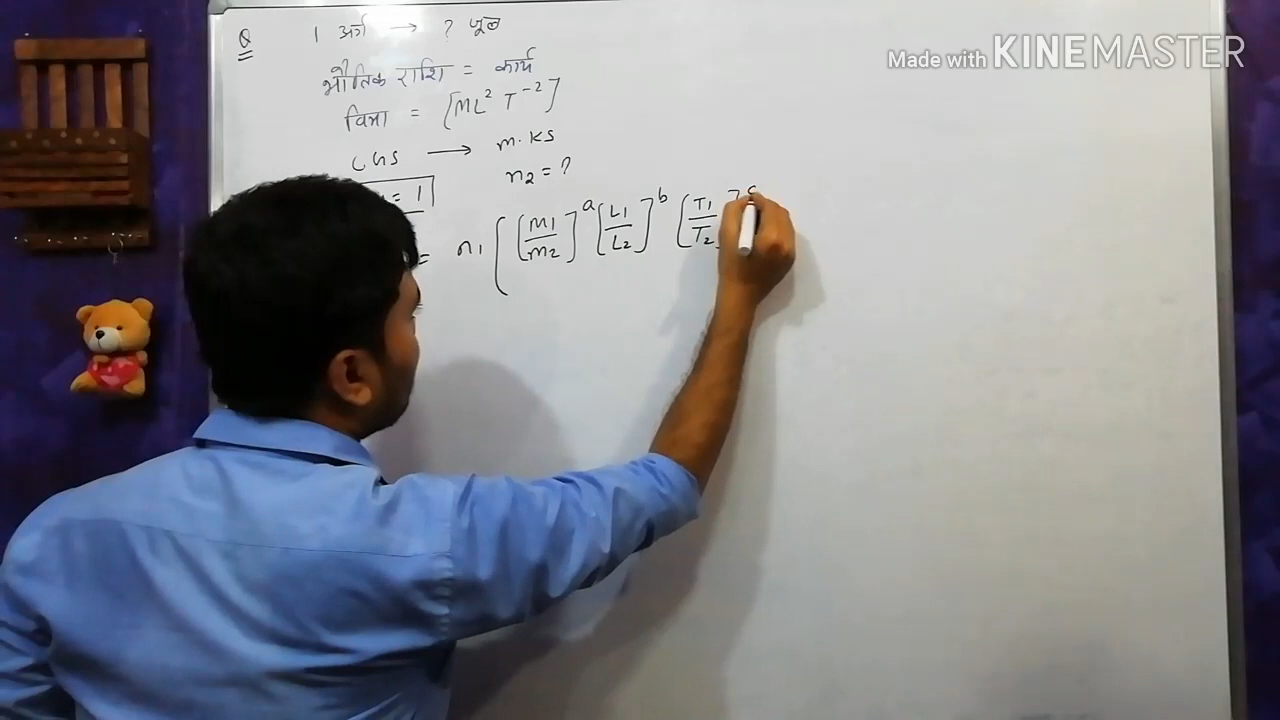 Made with KINEMASTER
Q 1 अर्ग → ? जूल
भौतिक राशि = कार्य
विमा = [ML² T⁻²]
CGS → M.KS
= 1 n2 = ?
= n1 [ [M1/M2]ᵃ [L1/L2]ᵇ [T1/T2]